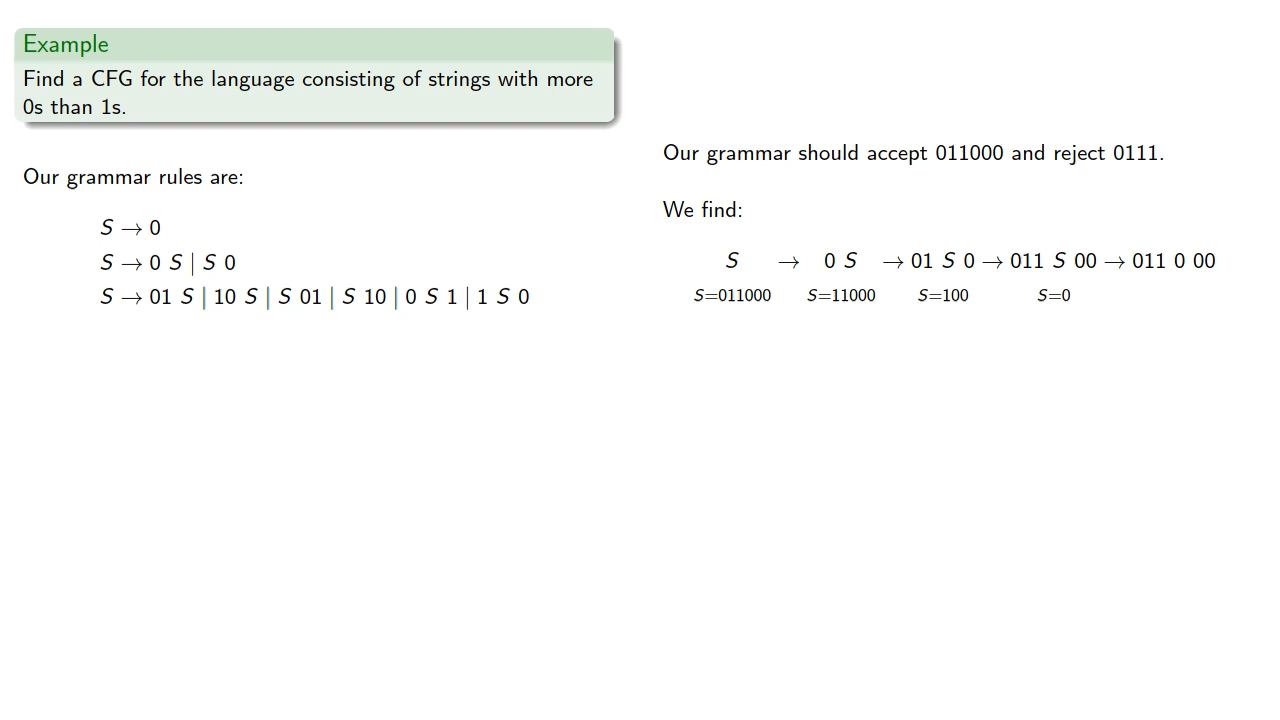 Example
Find a CFG for the language consisting of strings with more
0s than 1s.
Our grammar rules are:
S → 0
S → 0 S | S 0
S → 01 S | 10 S | S 01 | S 10 | 0 S 1 | 1 S 0
Our grammar should accept 011000 and reject 0111.
We find:
S → 0 S → 01 S 0 → 011 S 00 → 011 0 00
S=011000 S=11000 S=100 S=0